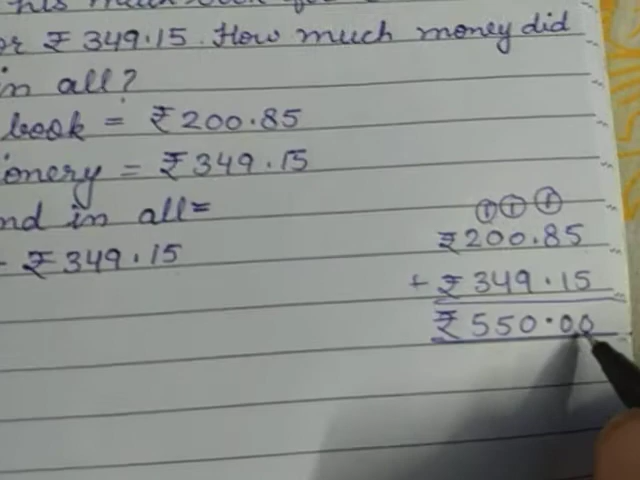 or ₹ 349.15. How much money did
in all?
book = ₹200.85
onery = ₹349.15
nd in all=
₹349.15
① ① ①
₹200.85
+ ₹349.15
₹550.00